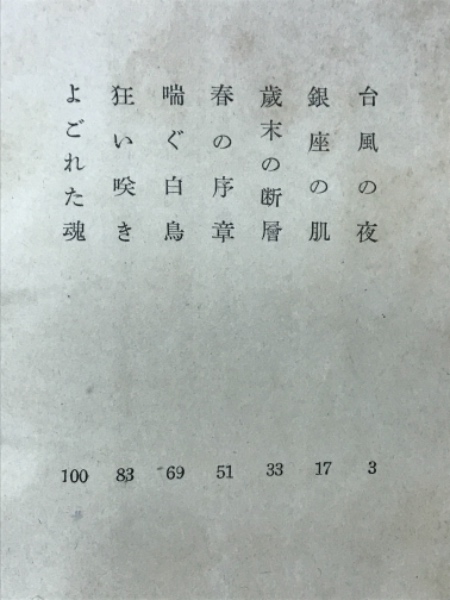 台風の夜 3
銀座の肌 17
歳末の断層 33
春の序章 51
喘ぐ白鳥 69
狂い咲き 83
よごれた魂 100